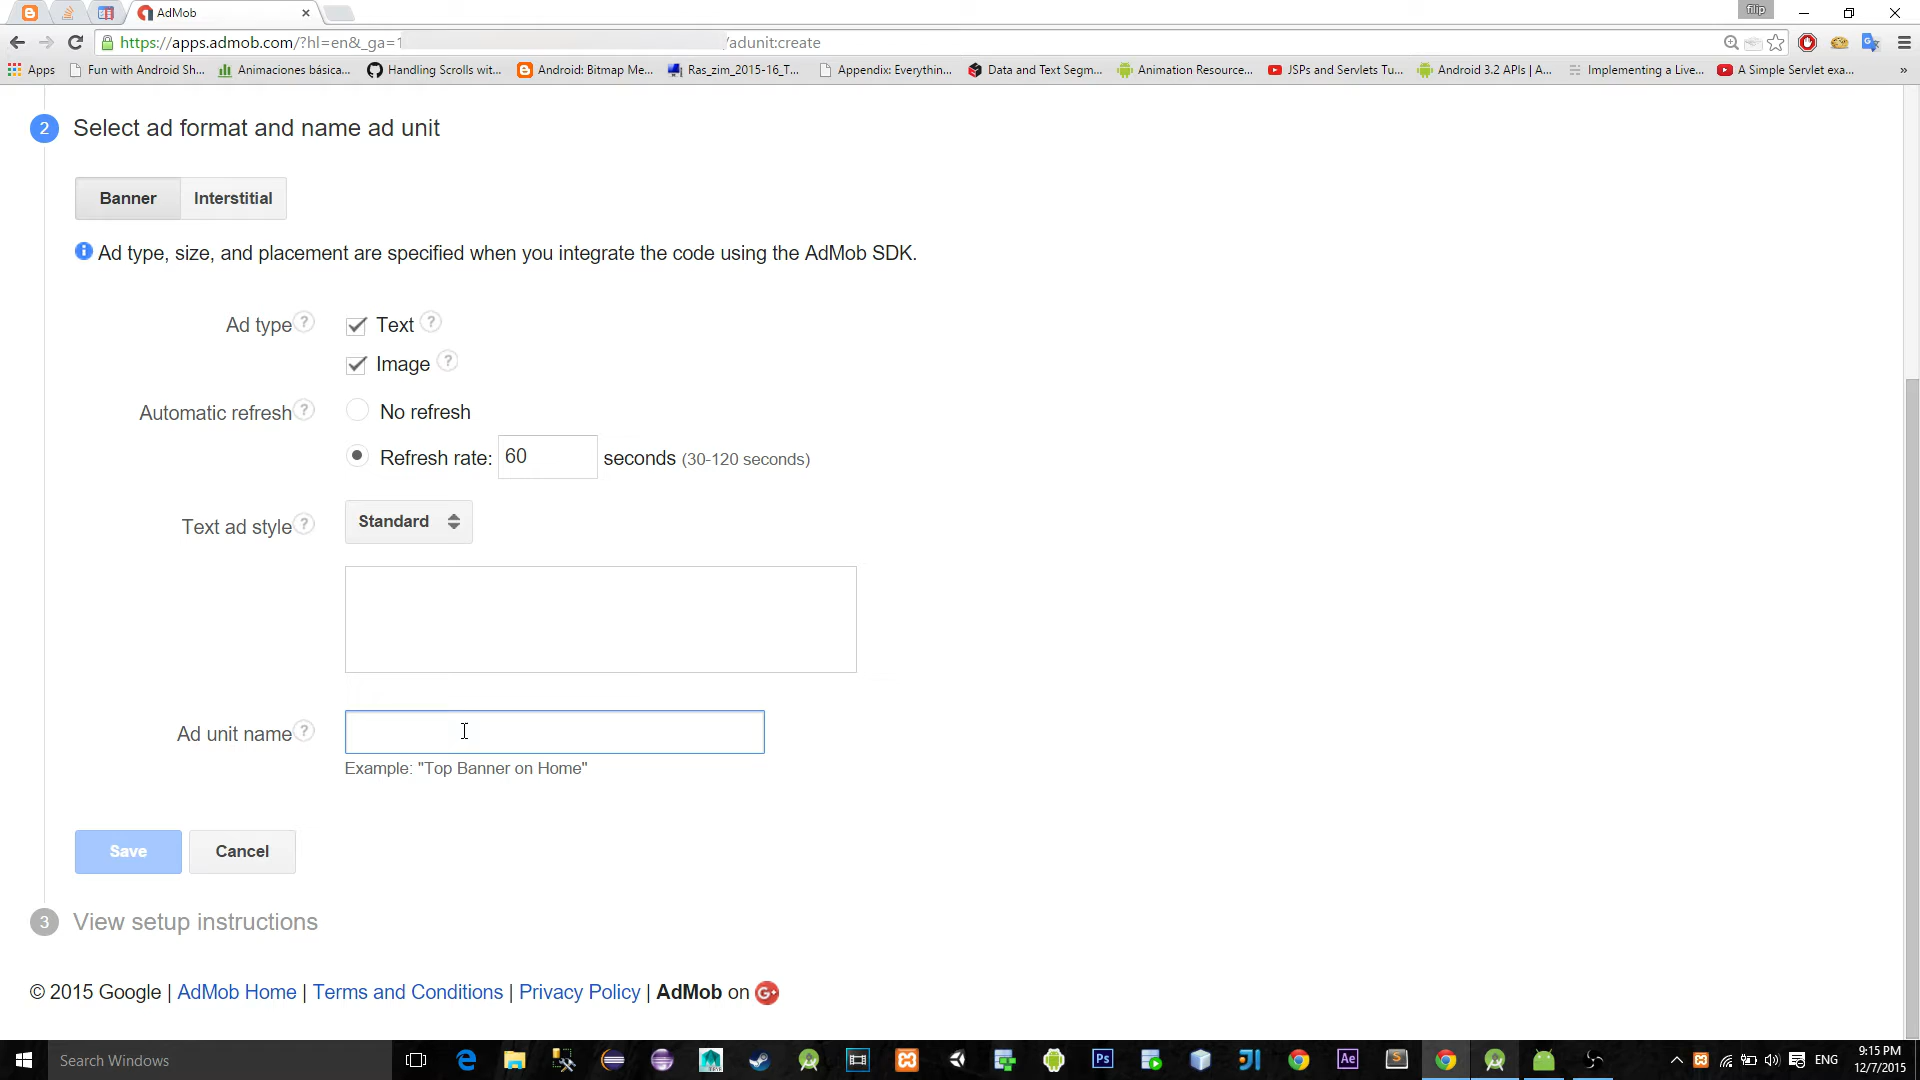 AdMob
filip
https://apps.admob.com/?hl=en&_ga=1 /adunit:create
Apps Fun with Android Sh... Animaciones básica... Handling Scrolls wit... Android: Bitmap Me... Ras_zim_2015-16_T... Appendix: Everythin... Data and Text Segm... Animation Resource... JSPs and Servlets Tu... Android 3.2 APIs | A... Implementing a Live... A Simple Servlet exa... »
2 Select ad format and name ad unit
Banner Interstitial
Ad type, size, and placement are specified when you integrate the code using the AdMob SDK.
Ad type ? Text ?
Image ?
Automatic refresh ? No refresh
Refresh rate: 60 seconds (30-120 seconds)
Text ad style ? Standard
Ad unit name ?
Example: "Top Banner on Home"
Save Cancel
3 View setup instructions
© 2015 Google | AdMob Home | Terms and Conditions | Privacy Policy | AdMob on G+
Search Windows
Ps
Ae
ENG
9:15 PM
12/7/2015